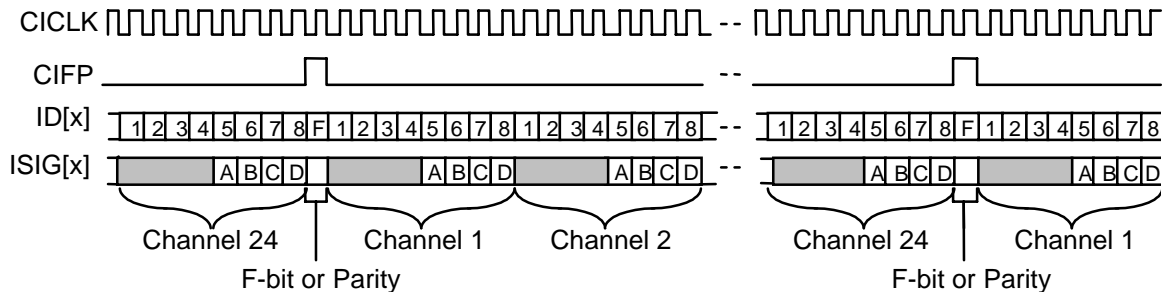 CICLK
CIFP
ID[x] 1 2 3 4 5 6 7 8 F 1 2 3 4 5 6 7 8 1 2 3 4 5 6 7 8 1 2 3 4 5 6 7 8 F 1 2 3 4 5 6 7 8
ISIG[x] A B C D A B C D A B C D A B C D A B C D
Channel 24 Channel 1 Channel 2 Channel 24 Channel 1
F-bit or Parity F-bit or Parity